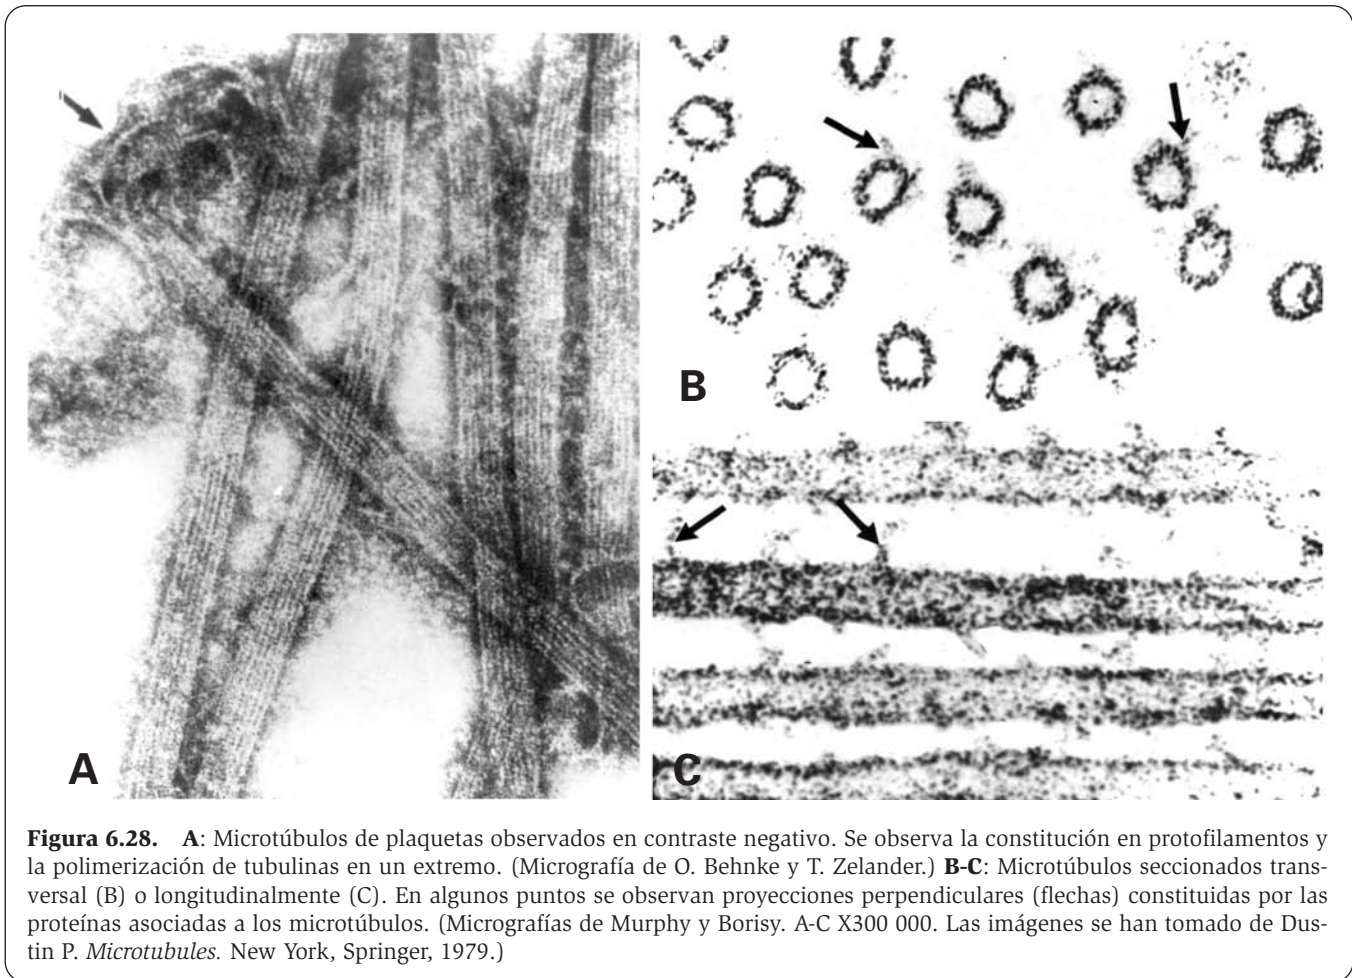 A
B
C
Figura 6.28. A: Microtúbulos de plaquetas observados en contraste negativo. Se observa la constitución en protofilamentos y
la polimerización de tubulinas en un extremo. (Micrografía de O. Behnke y T. Zelander.) B-C: Microtúbulos seccionados trans-
versal (B) o longitudinalmente (C). En algunos puntos se observan proyecciones perpendiculares (flechas) constituidas por las
proteínas asociadas a los microtúbulos. (Micrografías de Murphy y Borisy. A-C X300 000. Las imágenes se han tomado de Dus-
tin P. Microtubules. New York, Springer, 1979.)